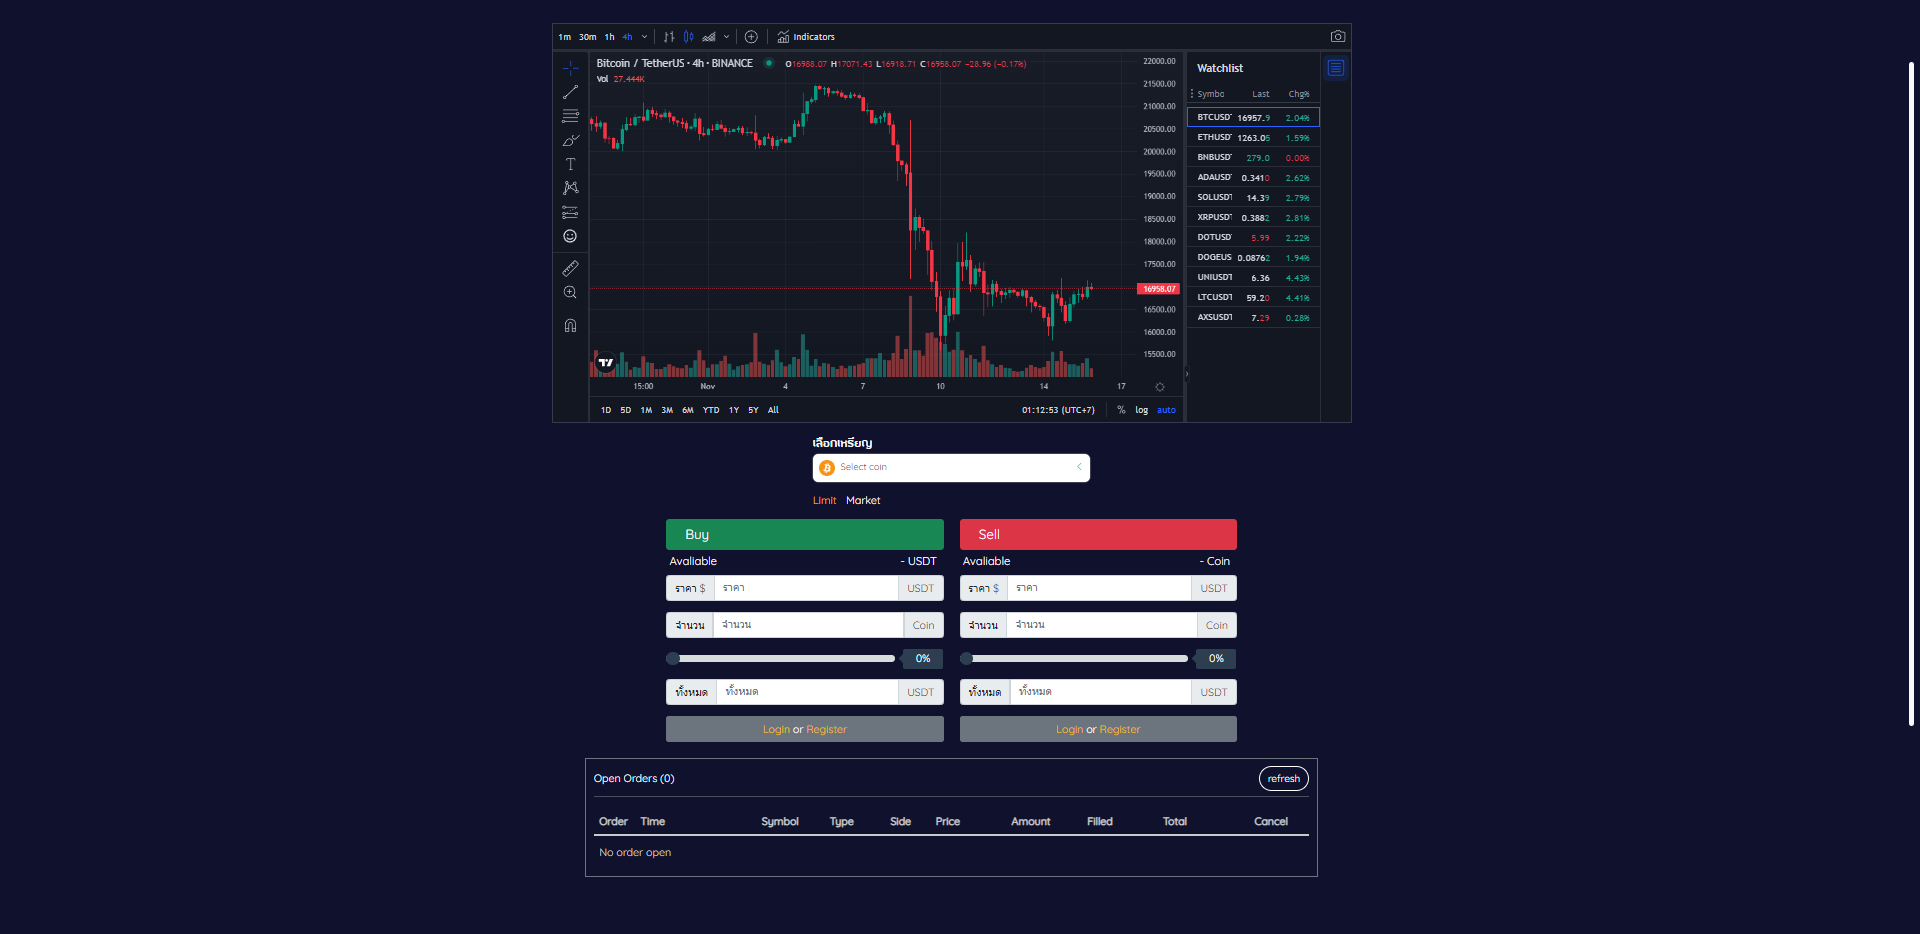 1m 30m 1h 4h Indicators
Bitcoin / TetherUS · 4h · BINANCE O16988.07 H17071.43 L16918.71 C16958.07 −28.96 (−0.17%)
Vol 27.444K
22000.00
21500.00
21000.00
20500.00
20000.00
19500.00
19000.00
18500.00
18000.00
17500.00
16958.07
16500.00
16000.00
15500.00
15:00 Nov 4 7 10 14 17
1D 5D 1M 3M 6M YTD 1Y 5Y All 01:12:53 (UTC+7) % log auto
Watchlist
Symbo Last Chg%
BTCUSD 16957.9 2.04%
ETHUSD 1263.05 1.59%
BNBUSD 279.0 0.00%
ADAUSD 0.3410 2.62%
SOLUSDT 14.39 2.79%
XRPUSDT 0.3882 2.81%
DOTUSD 5.99 2.22%
DOGEUS 0.08762 1.94%
UNIUSDT 6.36 4.43%
LTCUSDT 59.20 4.41%
AXSUSDT 7.29 0.28%
เลือกเหรียญ
Select coin
Limit Market
Buy
Avaliable - USDT
ราคา $ ราคา USDT
จำนวน จำนวน Coin
0%
ทั้งหมด ทั้งหมด USDT
Login or Register
Sell
Avaliable - Coin
ราคา $ ราคา USDT
จำนวน จำนวน Coin
0%
ทั้งหมด ทั้งหมด USDT
Login or Register
Open Orders (0) refresh
Order Time Symbol Type Side Price Amount Filled Total Cancel
No order open